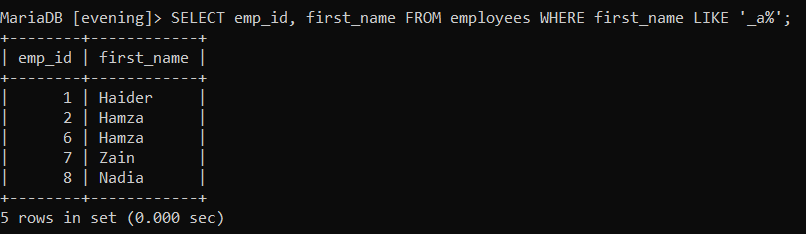 MariaDB [evening]> SELECT emp_id, first_name FROM employees WHERE first_name LIKE '_a%';
+--------+------------+
| emp_id | first_name |
+--------+------------+
|      1 | Haider     |
|      2 | Hamza      |
|      6 | Hamza      |
|      7 | Zain       |
|      8 | Nadia      |
+--------+------------+
5 rows in set (0.000 sec)